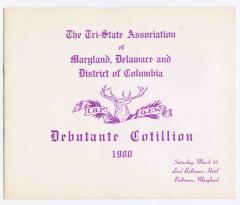 The Tri-State Association
of
Maryland, Delaware and
District of Columbia
I.B.P. O.E.W.
Debutante Cotillion
1980
Saturday, March 22
Lord Baltimore Hotel
Baltimore, Maryland